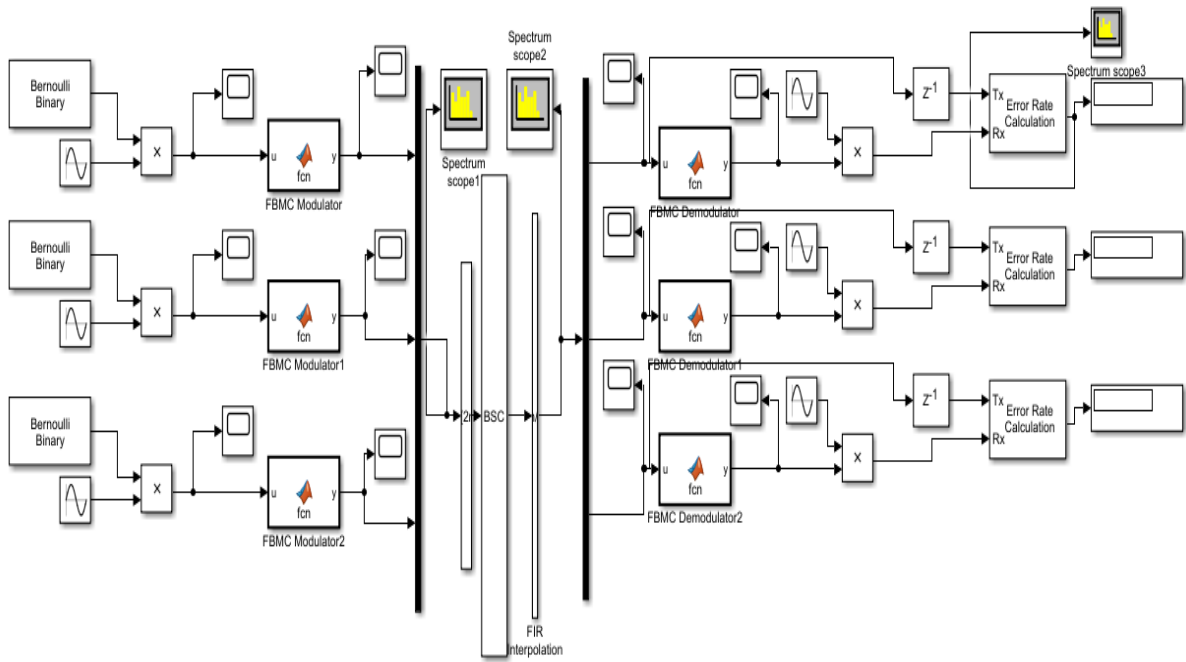 Bernoulli
Binary
x
u
y
fcn
FBMC Modulator
Bernoulli
Binary
x
u
y
fcn
FBMC Modulator1
Bernoulli
Binary
x
u
y
fcn
FBMC Modulator2
Spectrum
scope1
Spectrum
scope2
BSC
FIR
Interpolation
u
y
fcn
FBMC Demodulator
x
Z-1
Tx
Rx
Error Rate
Calculation
Spectrum scope3
u
y
fcn
FBMC Demodulator1
x
Z-1
Tx
Rx
Error Rate
Calculation
u
y
fcn
FBMC Demodulator2
x
Z-1
Tx
Rx
Error Rate
Calculation